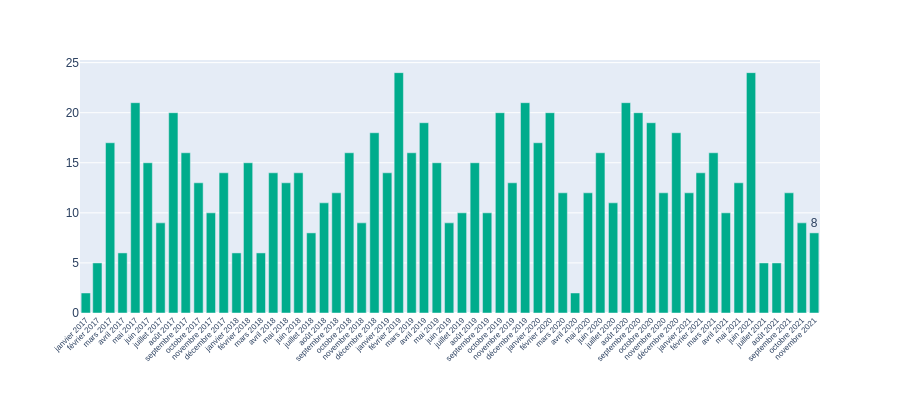 25
20
15
10
5
0
8
janvier 2017
février 2017
mars 2017
avril 2017
mai 2017
juin 2017
juillet 2017
août 2017
septembre 2017
octobre 2017
novembre 2017
décembre 2017
janvier 2018
février 2018
mars 2018
avril 2018
mai 2018
juin 2018
juillet 2018
août 2018
septembre 2018
octobre 2018
novembre 2018
décembre 2018
janvier 2019
février 2019
mars 2019
avril 2019
mai 2019
juin 2019
juillet 2019
août 2019
septembre 2019
octobre 2019
novembre 2019
décembre 2019
janvier 2020
février 2020
mars 2020
avril 2020
mai 2020
juin 2020
juillet 2020
août 2020
septembre 2020
octobre 2020
novembre 2020
décembre 2020
janvier 2021
février 2021
mars 2021
avril 2021
mai 2021
juin 2021
juillet 2021
août 2021
septembre 2021
octobre 2021
novembre 2021